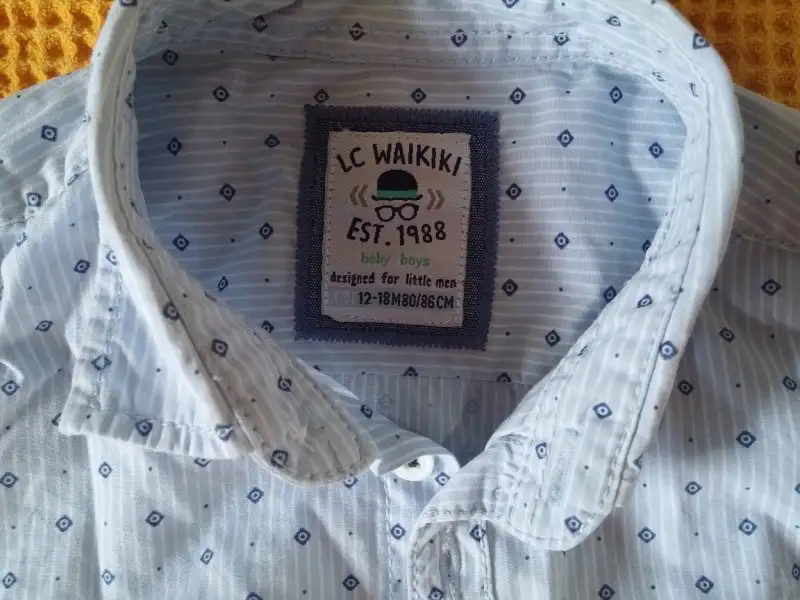 LC WAIKIKI
EST. 1988
baby boys
designed for little men
12-18M80/86CM